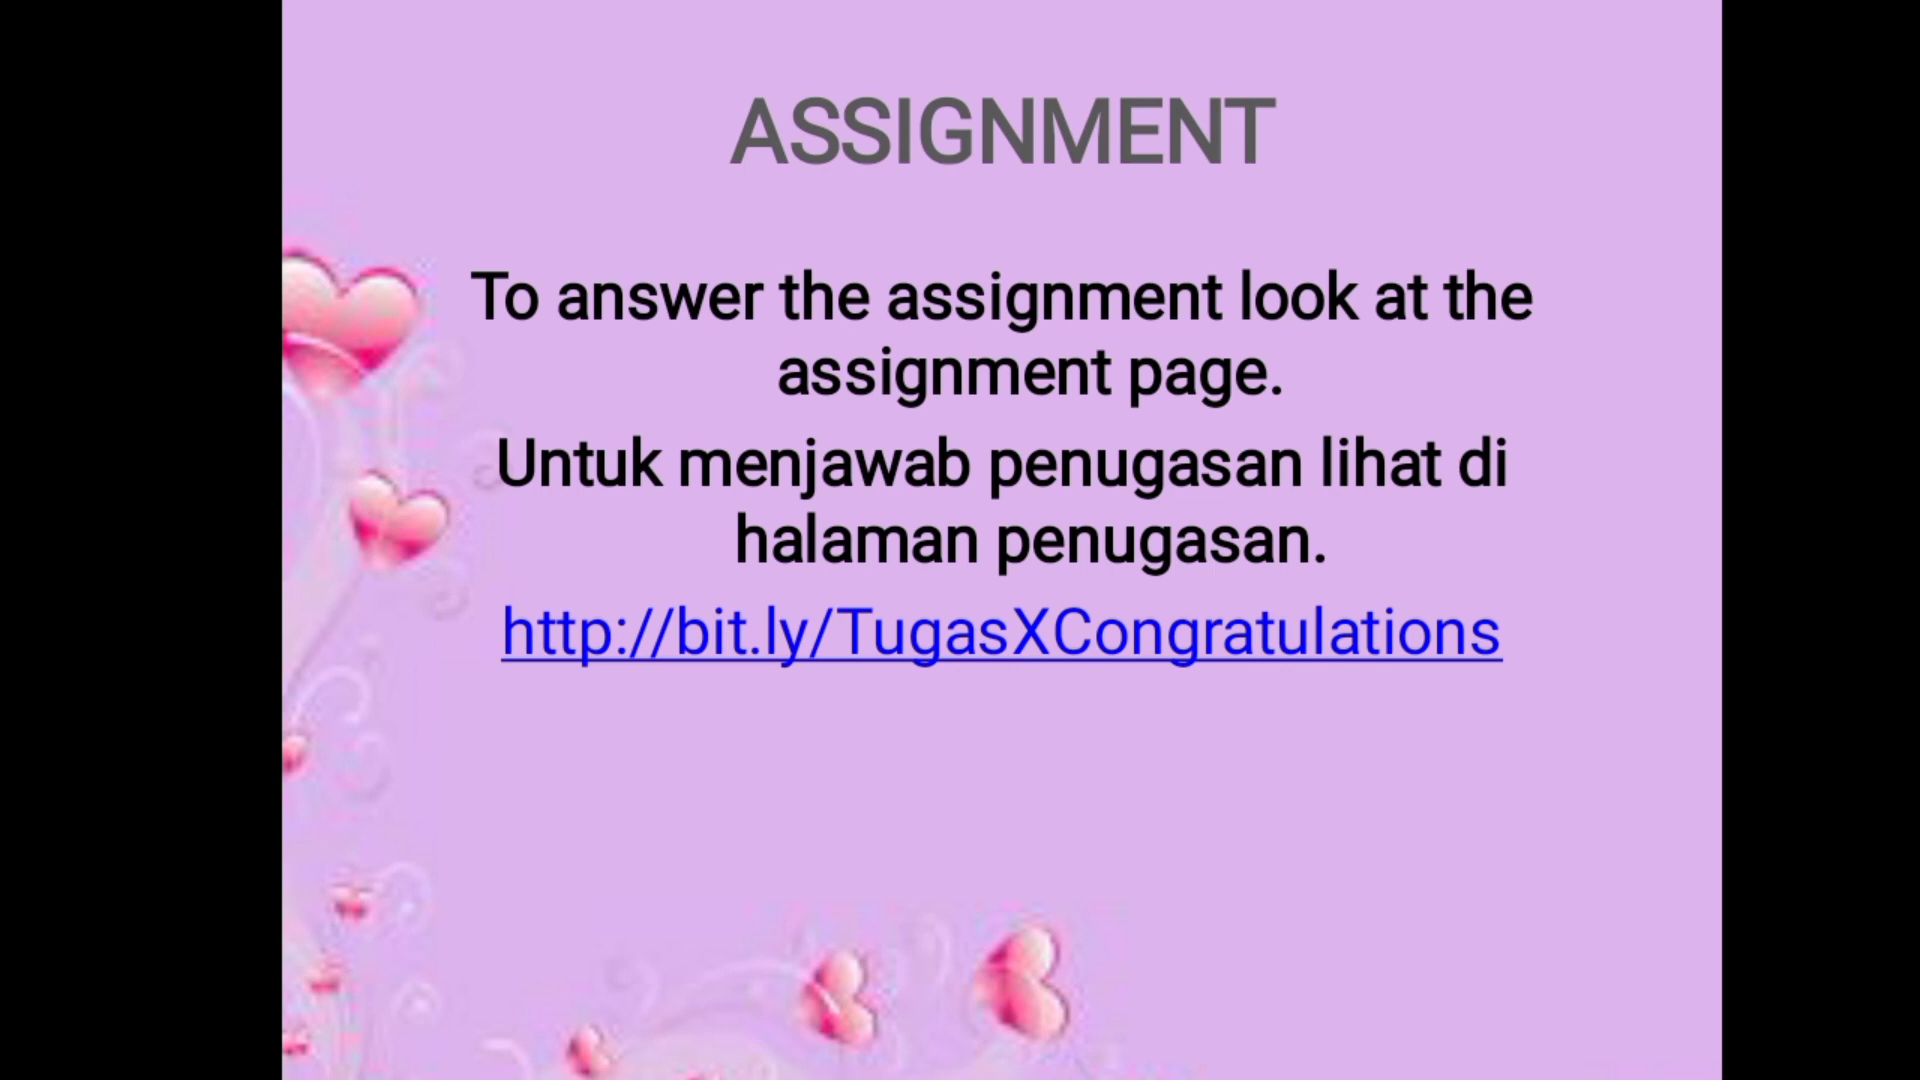 ASSIGNMENT
To answer the assignment look at the
assignment page.
Untuk menjawab penugasan lihat di
halaman penugasan.
http://bit.ly/TugasXCongratulations